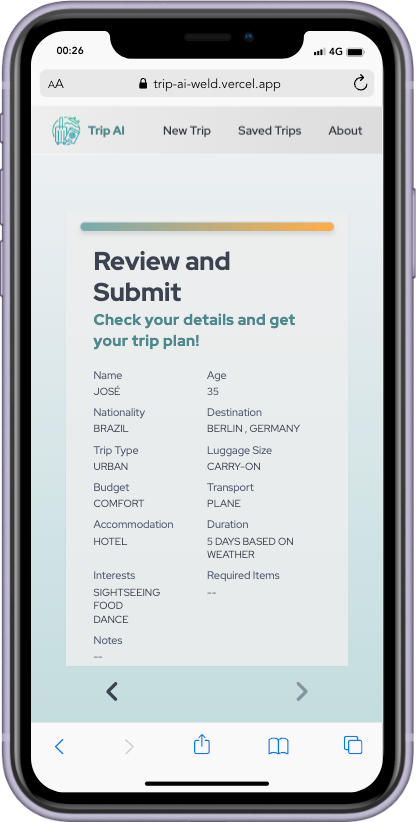 00:26
4G
AA
trip-ai-weld.vercel.app
Trip AI
New Trip
Saved Trips
About
Review and
Submit
Check your details and get
your trip plan!
Name
Age
JOSÉ
35
Nationality
Destination
BRAZIL
BERLIN , GERMANY
Trip Type
Luggage Size
URBAN
CARRY-ON
Budget
Transport
COMFORT
PLANE
Accommodation
Duration
HOTEL
5 DAYS BASED ON
WEATHER
Interests
Required Items
SIGHTSEEING
--
FOOD
DANCE
Notes
--